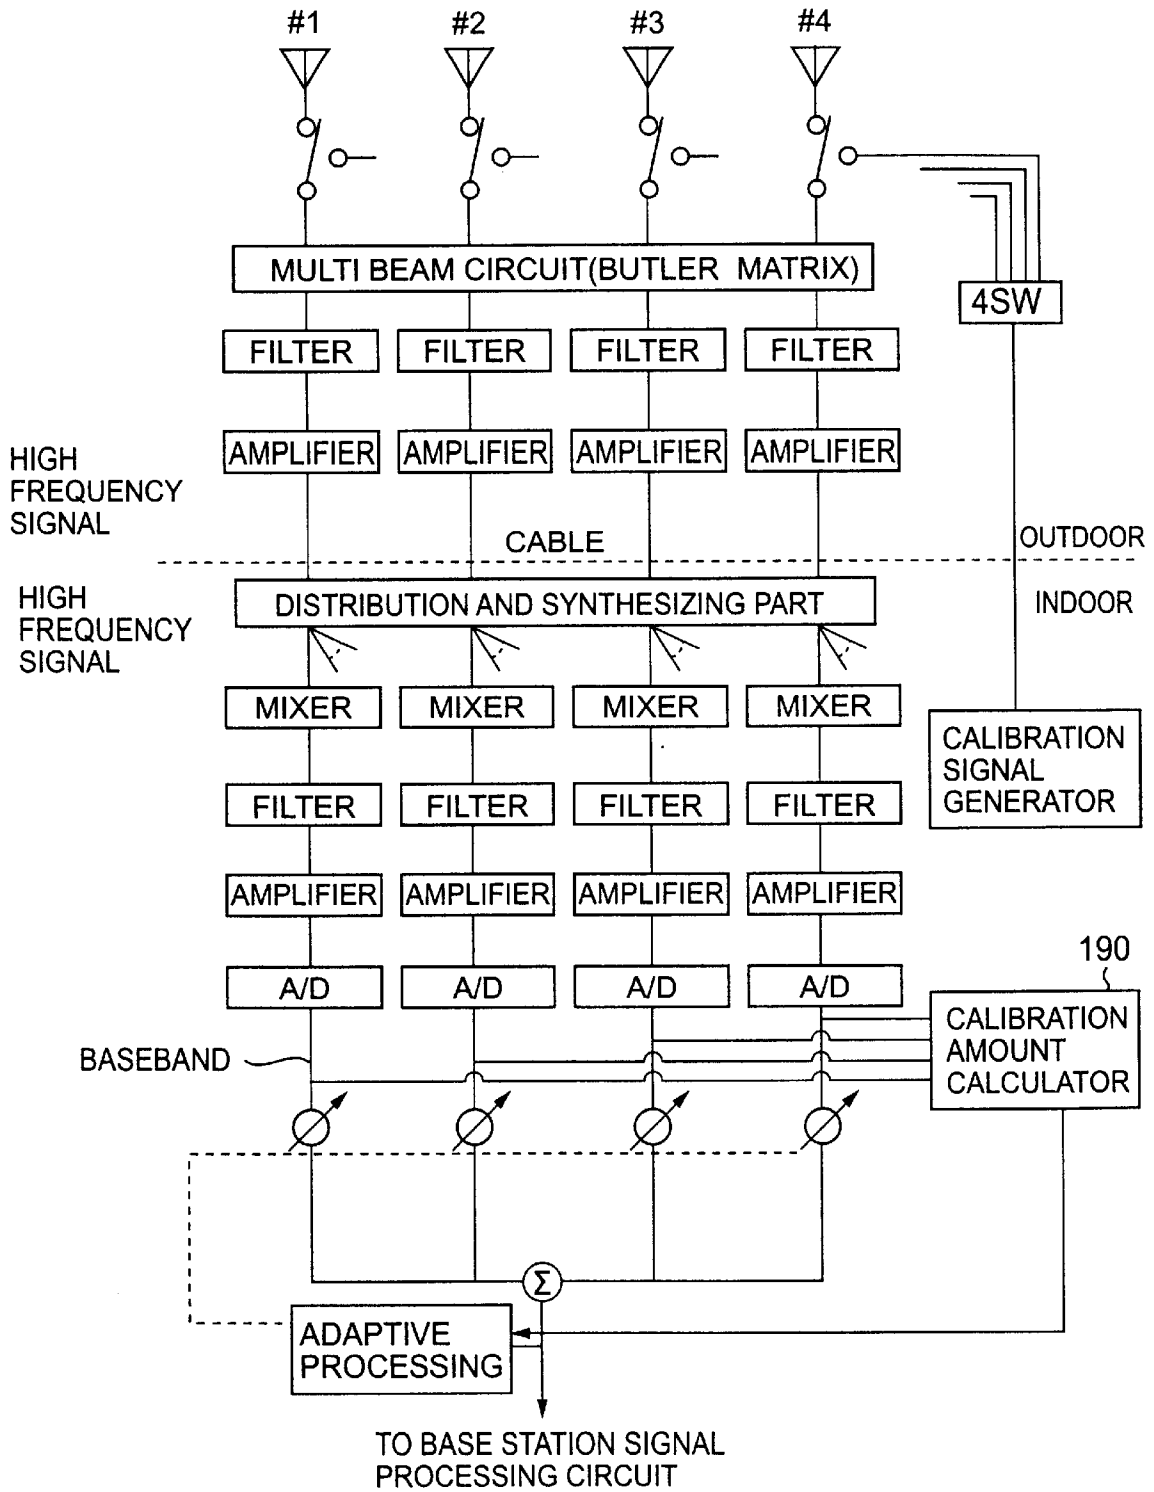 #1 #2 #3 #4
MULTI BEAM CIRCUIT(BUTLER MATRIX)
4SW
FILTER FILTER FILTER FILTER
AMPLIFIER AMPLIFIER AMPLIFIER AMPLIFIER
HIGH
FREQUENCY
SIGNAL
CABLE
OUTDOOR
HIGH
FREQUENCY
SIGNAL
DISTRIBUTION AND SYNTHESIZING PART
INDOOR
MIXER MIXER MIXER MIXER
CALIBRATION
SIGNAL
GENERATOR
FILTER FILTER FILTER FILTER
AMPLIFIER AMPLIFIER AMPLIFIER AMPLIFIER
190
A/D A/D A/D A/D
CALIBRATION
AMOUNT
CALCULATOR
BASEBAND
Σ
ADAPTIVE
PROCESSING
TO BASE STATION SIGNAL
PROCESSING CIRCUIT